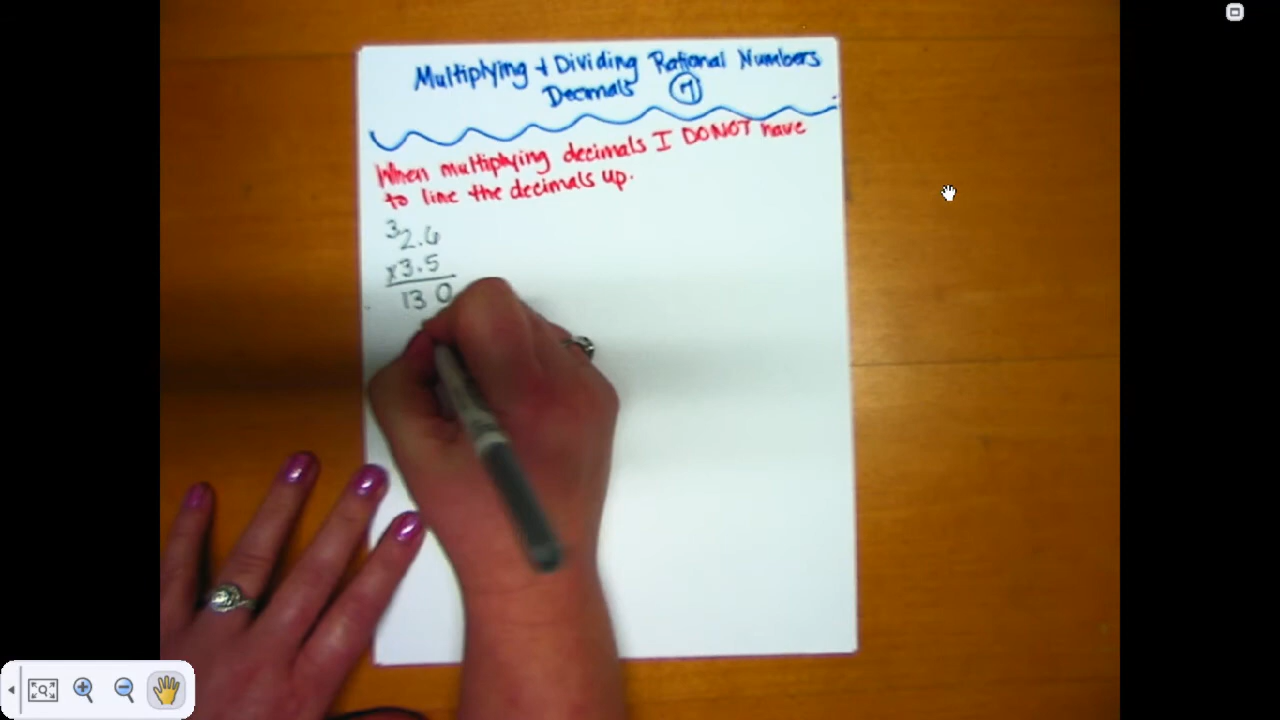 Multiplying + Dividing Rational Numbers
Decimals 7
When multiplying decimals I DO NOT have
to line the decimals up.
3
2.6
x3.5
130